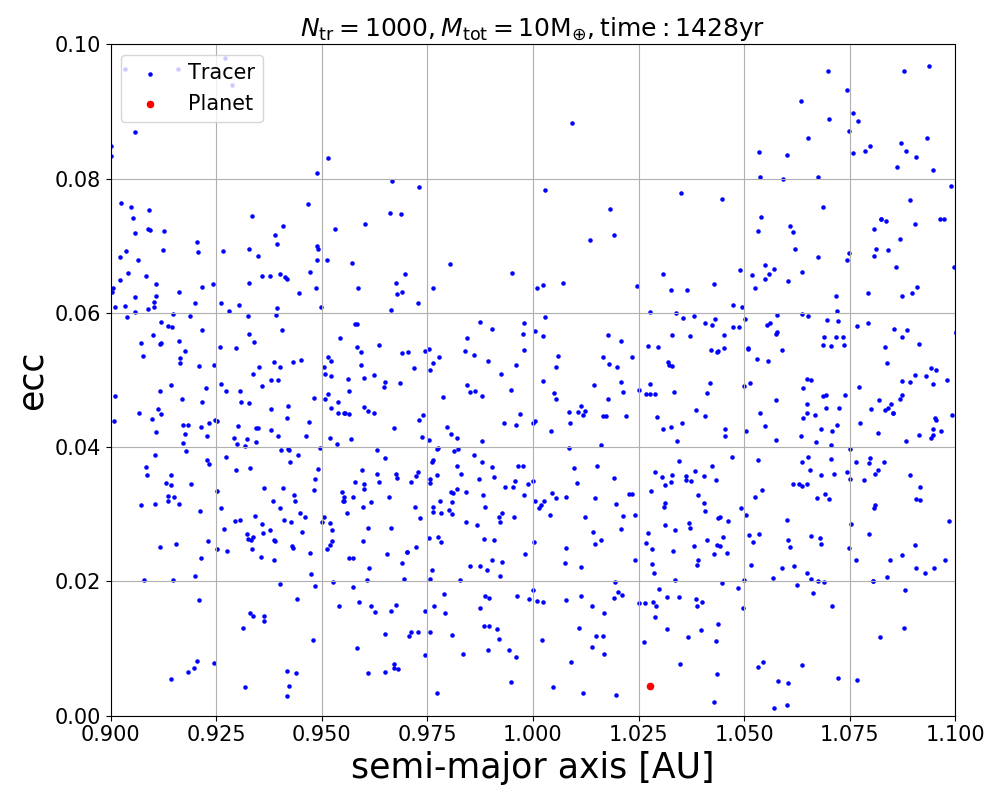 N_tr = 1000, M_tot = 10M_⊕, time : 1428yr
0.10
0.08
0.06
0.04
0.02
0.00
ecc
Tracer
Planet
0.900 0.925 0.950 0.975 1.000 1.025 1.050 1.075 1.100
semi-major axis [AU]